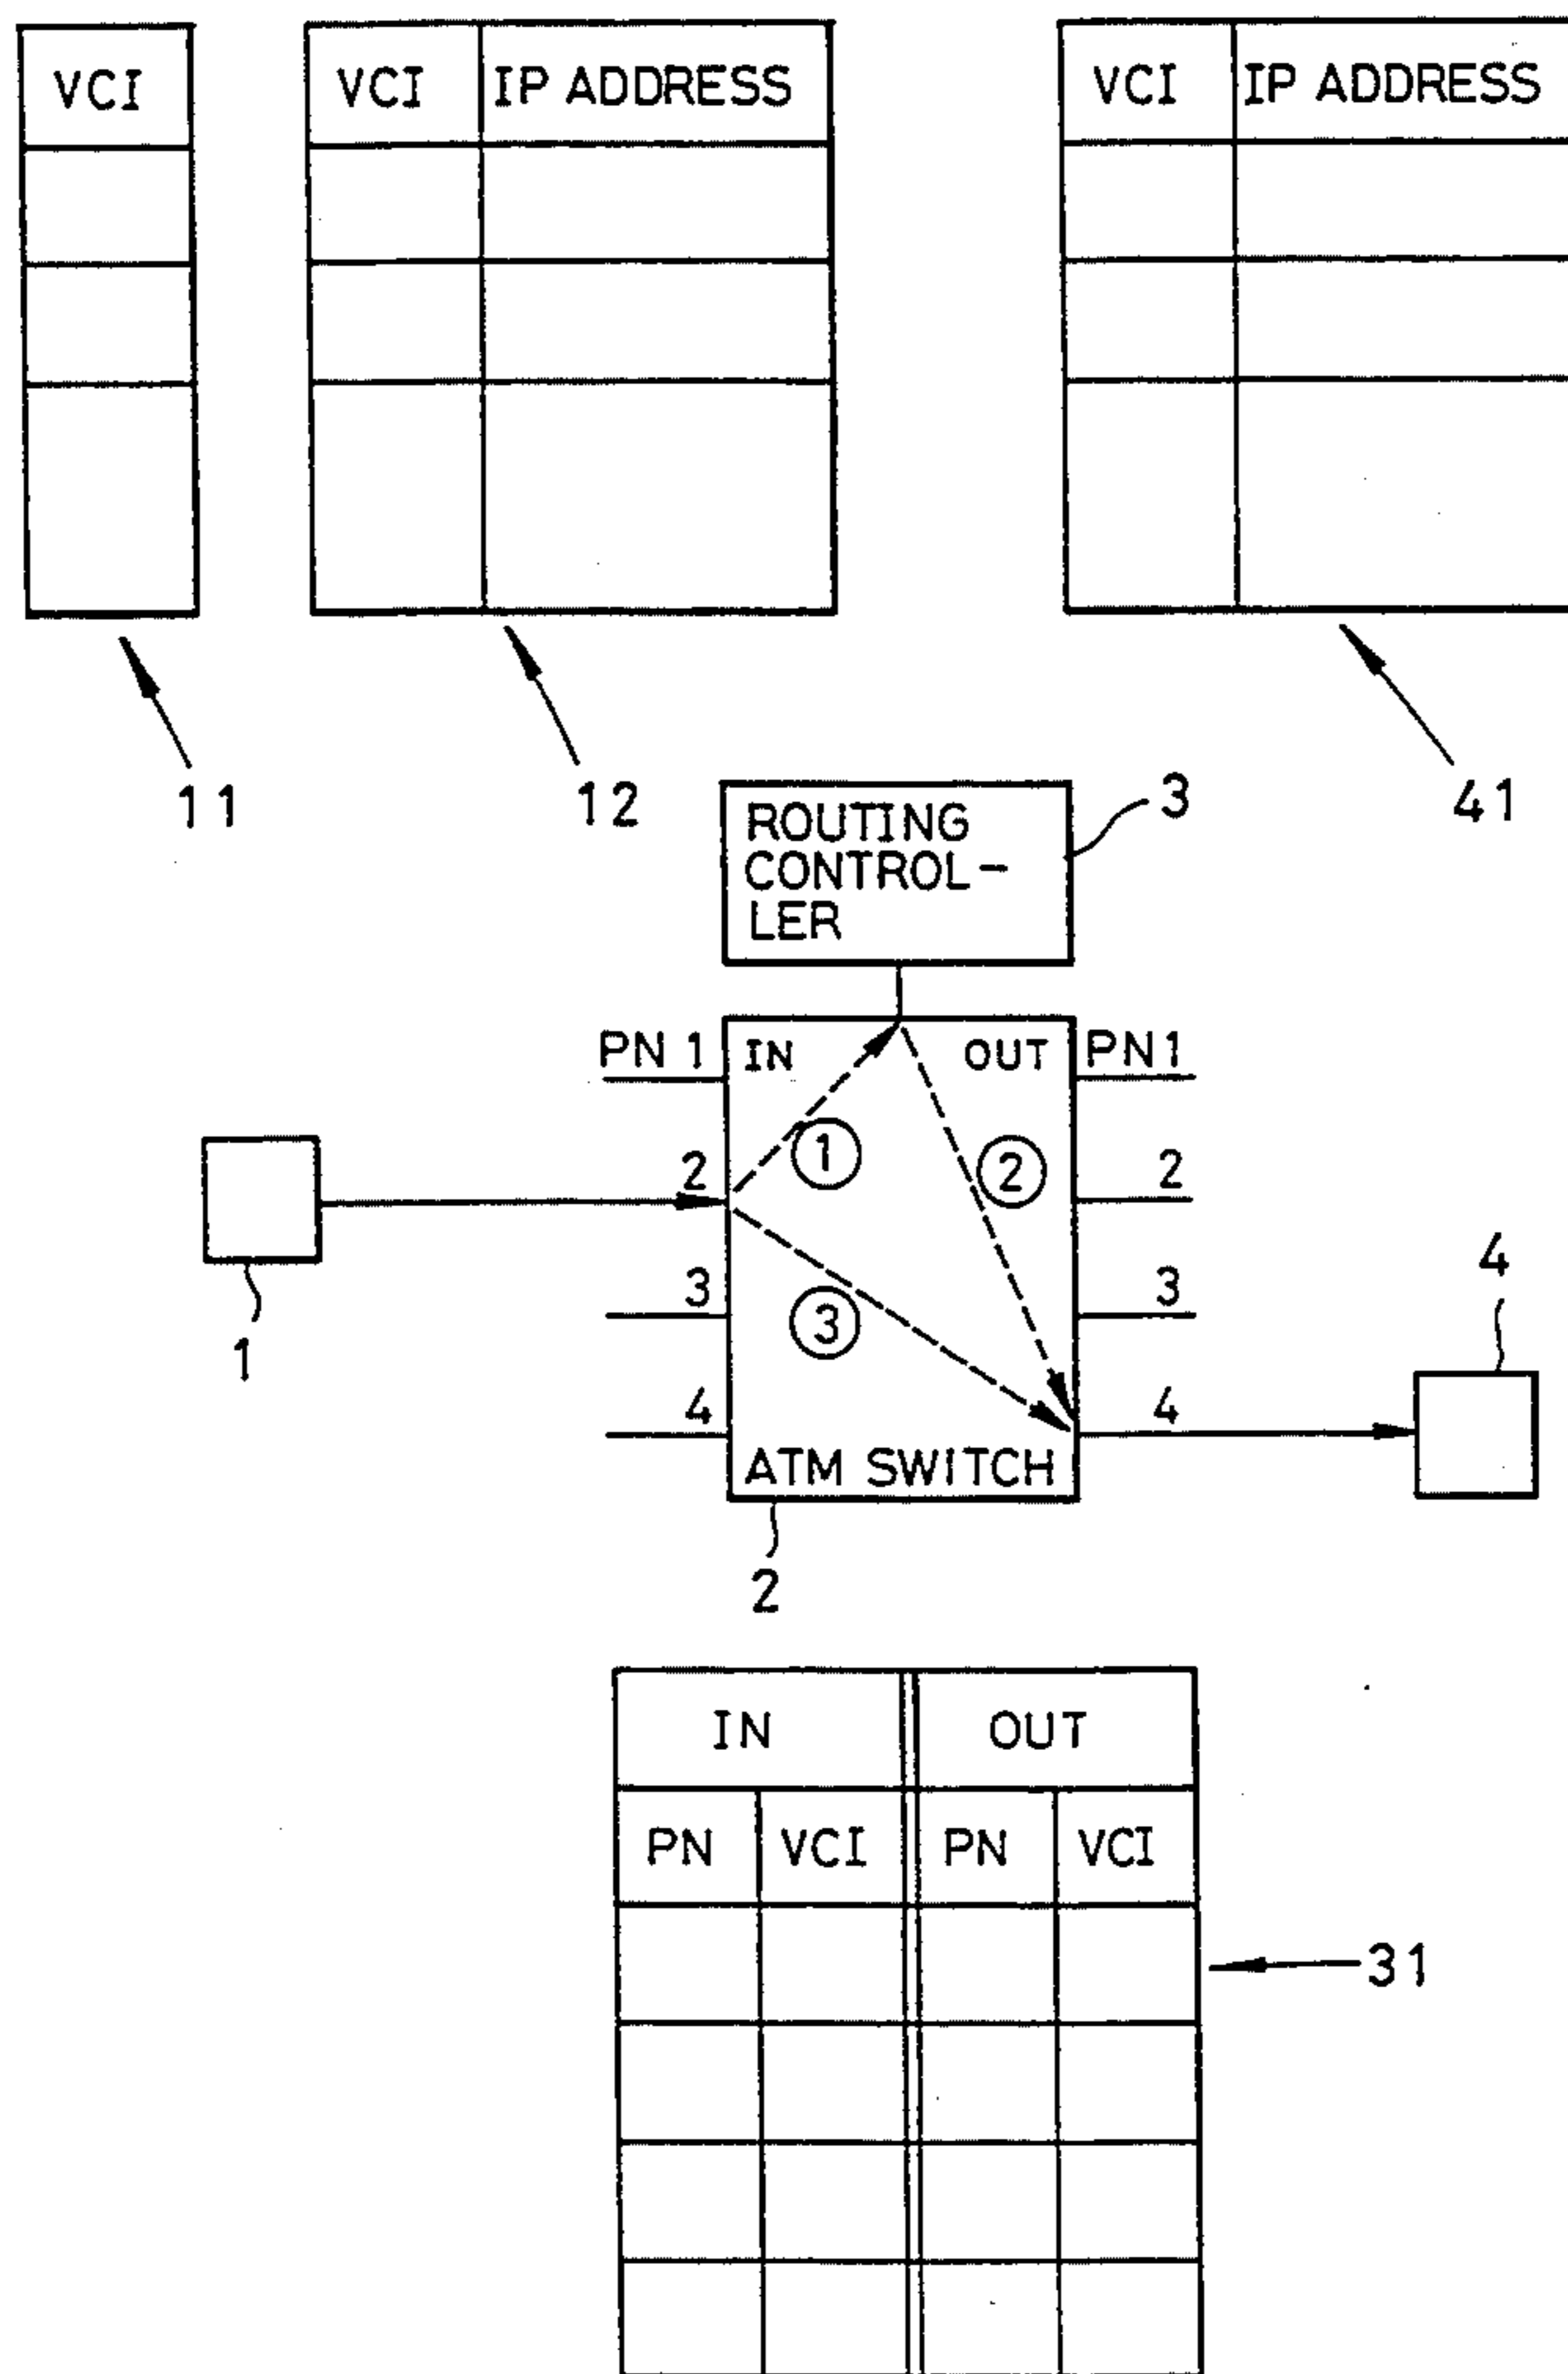 VCI
VCI IP ADDRESS
VCI IP ADDRESS
11
12
41
ROUTING
CONTROL-
LER
3
PN 1 IN OUT PN1
1
2 2 2
3 3
3
4 4
ATM SWITCH
1
4
2
IN OUT
PN VCI PN VCI
31